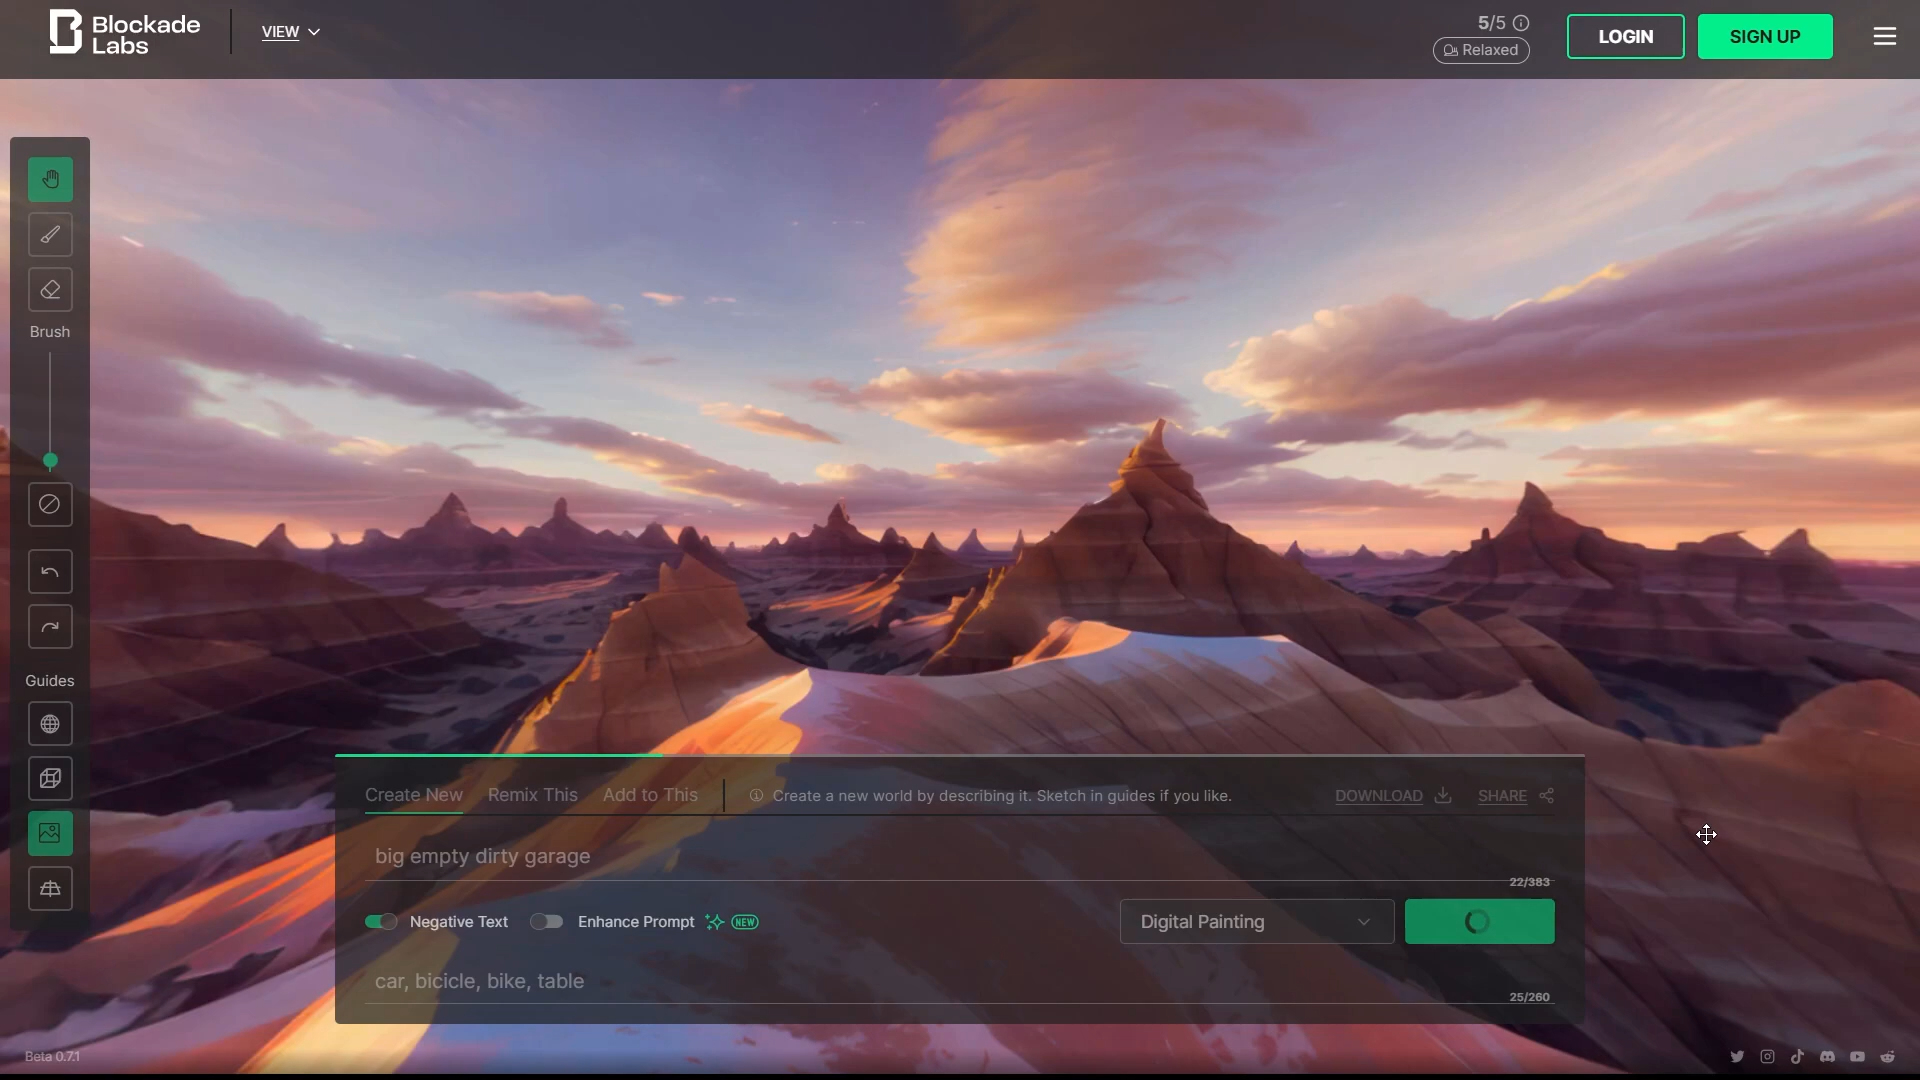 Blockade
Labs
VIEW
5/5
Relaxed
LOGIN
SIGN UP
Brush
Guides
Create New
Remix This
Add to This
Create a new world by describing it. Sketch in guides if you like.
DOWNLOAD
SHARE
big empty dirty garage
22/383
Negative Text
Enhance Prompt
NEW
Digital Painting
car, bicicle, bike, table
25/260
Beta 0.7.1